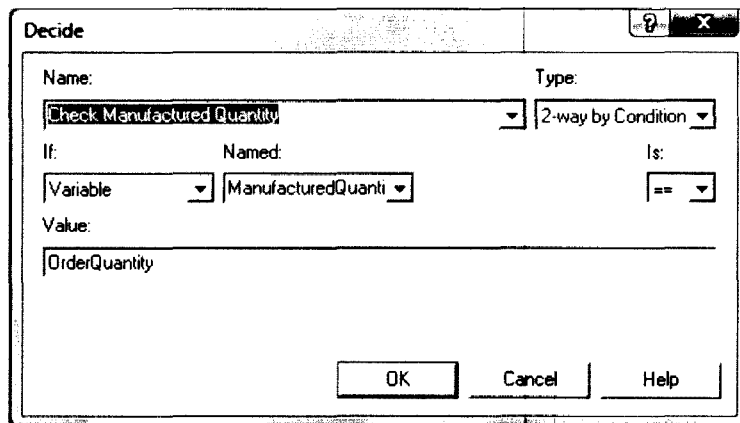 Decide
Name: Type:
Check Manufactured Quantity 2-way by Condition
If: Named: Is:
Variable ManufacturedQuanti ==
Value:
OrderQuantity
OK Cancel Help